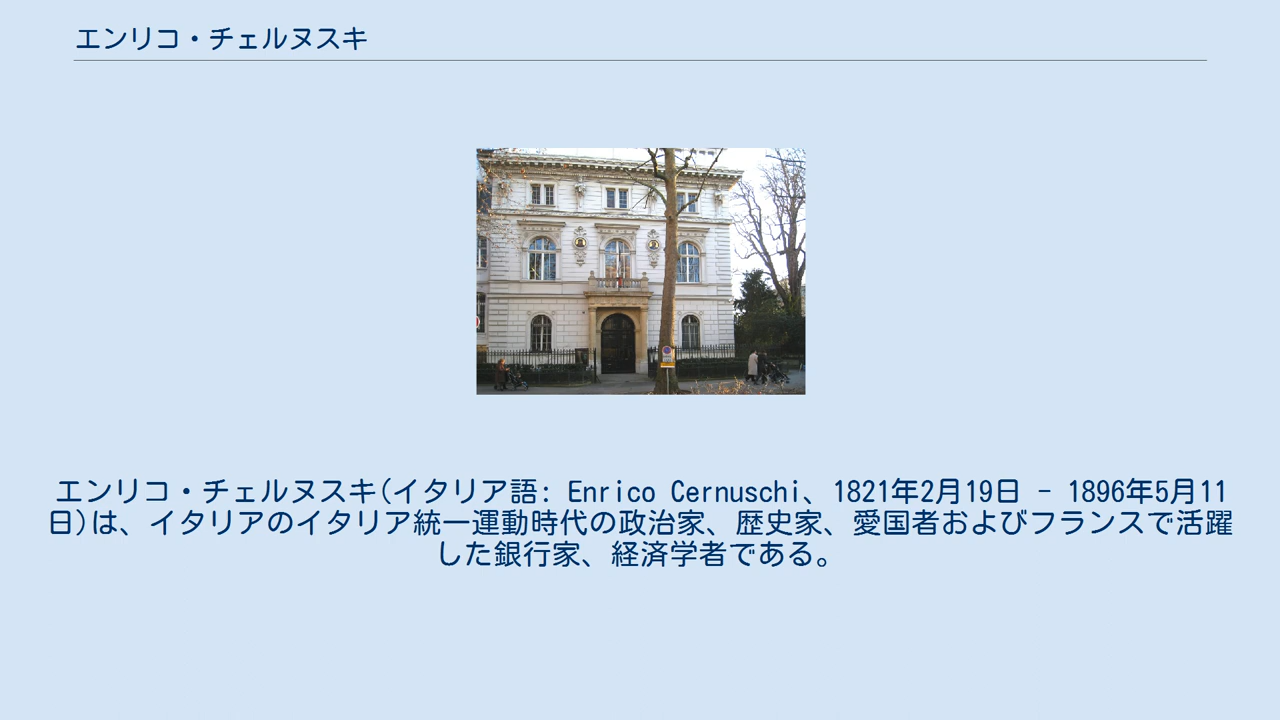 エンリコ・チェルヌスキ
エンリコ・チェルヌスキ(イタリア語: Enrico Cernuschi、1821年2月19日 - 1896年5月11
日)は、イタリアのイタリア統一運動時代の政治家、歴史家、愛国者およびフランスで活躍
した銀行家、経済学者である。